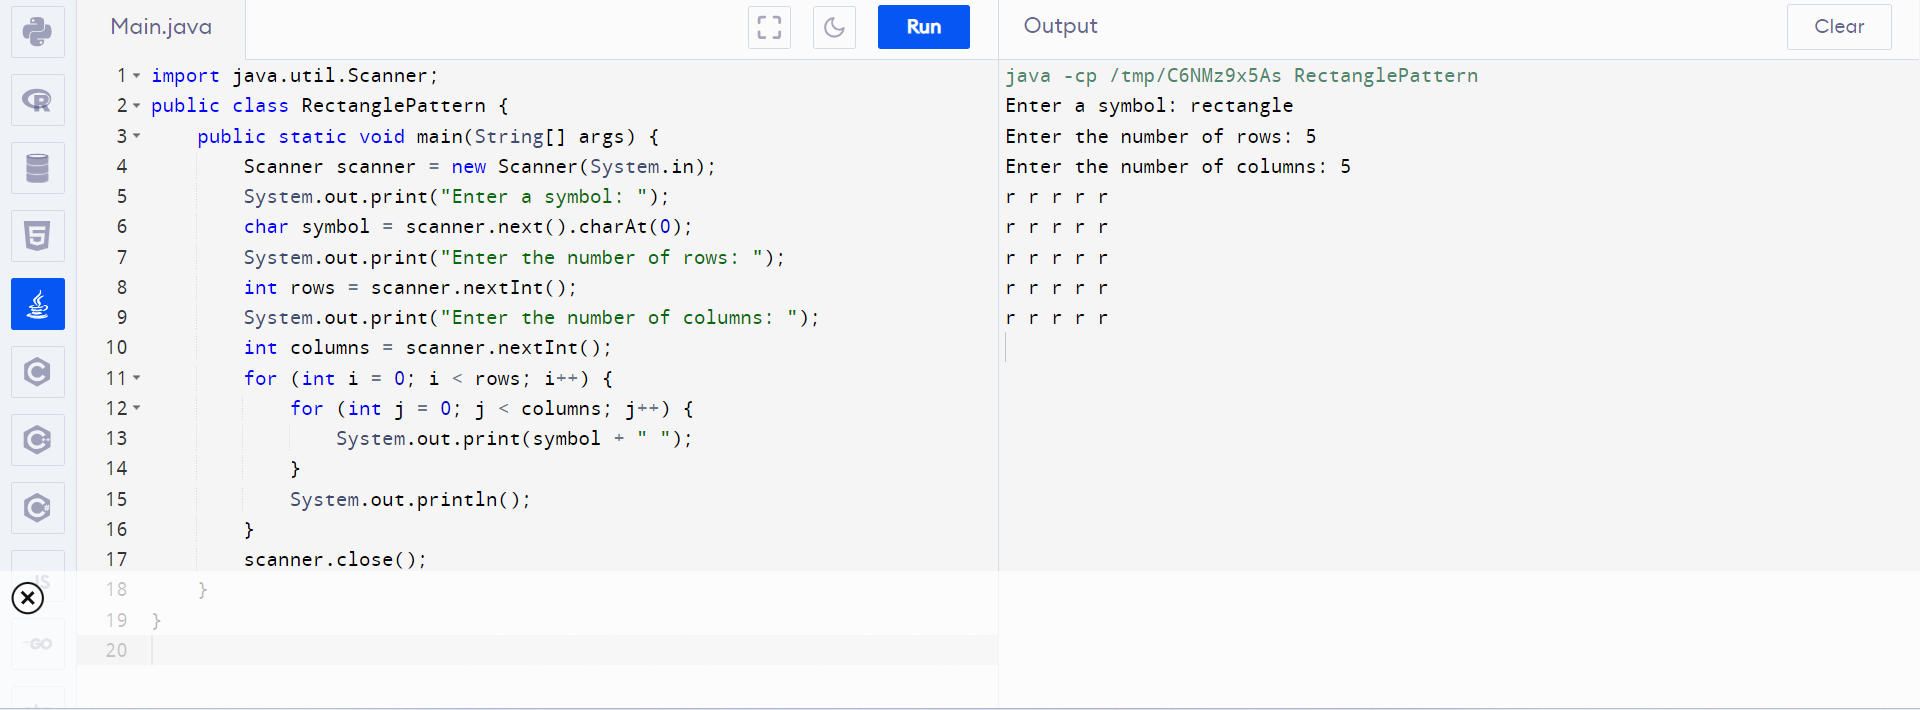 Main.java
Run
1 import java.util.Scanner;
2 public class RectanglePattern {
3 public static void main(String[] args) {
4 Scanner scanner = new Scanner(System.in);
5 System.out.print("Enter a symbol: ");
6 char symbol = scanner.next().charAt(0);
7 System.out.print("Enter the number of rows: ");
8 int rows = scanner.nextInt();
9 System.out.print("Enter the number of columns: ");
10 int columns = scanner.nextInt();
11 for (int i = 0; i < rows; i++) {
12 for (int j = 0; j < columns; j++) {
13 System.out.print(symbol + " ");
14 }
15 System.out.println();
16 }
17 scanner.close();
18 }
19 }
20
Output
Clear
java -cp /tmp/C6NMz9x5As RectanglePattern
Enter a symbol: rectangle
Enter the number of rows: 5
Enter the number of columns: 5
r r r r r
r r r r r
r r r r r
r r r r r
r r r r r
R
5
C
C++
C#
JS
GO